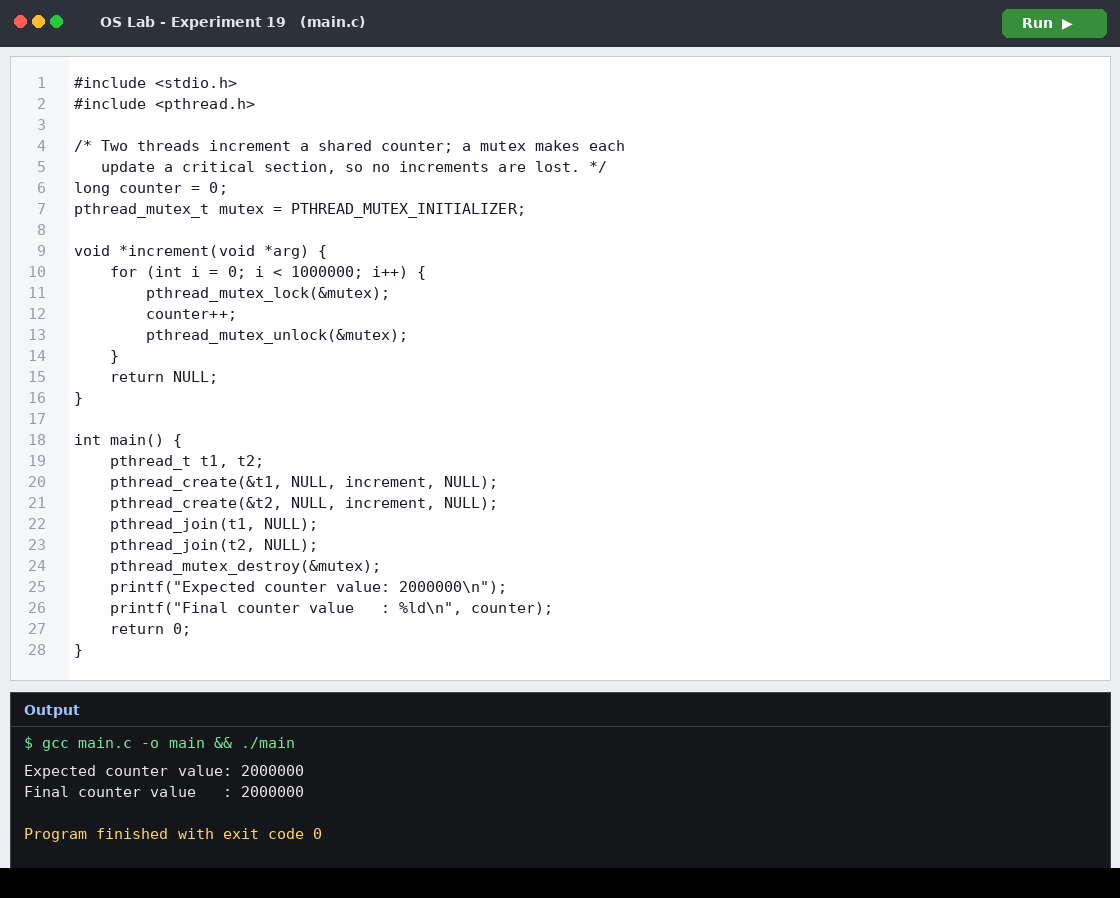 OS Lab - Experiment 19   (main.c)
Run ▶
1 #include <stdio.h>
2 #include <pthread.h>
3
4 /* Two threads increment a shared counter; a mutex makes each
5    update a critical section, so no increments are lost. */
6 long counter = 0;
7 pthread_mutex_t mutex = PTHREAD_MUTEX_INITIALIZER;
8
9 void *increment(void *arg) {
10     for (int i = 0; i < 1000000; i++) {
11         pthread_mutex_lock(&mutex);
12         counter++;
13         pthread_mutex_unlock(&mutex);
14     }
15     return NULL;
16 }
17
18 int main() {
19     pthread_t t1, t2;
20     pthread_create(&t1, NULL, increment, NULL);
21     pthread_create(&t2, NULL, increment, NULL);
22     pthread_join(t1, NULL);
23     pthread_join(t2, NULL);
24     pthread_mutex_destroy(&mutex);
25     printf("Expected counter value: 2000000\n");
26     printf("Final counter value   : %ld\n", counter);
27     return 0;
28 }
Output
$ gcc main.c -o main && ./main
Expected counter value: 2000000
Final counter value   : 2000000
Program finished with exit code 0